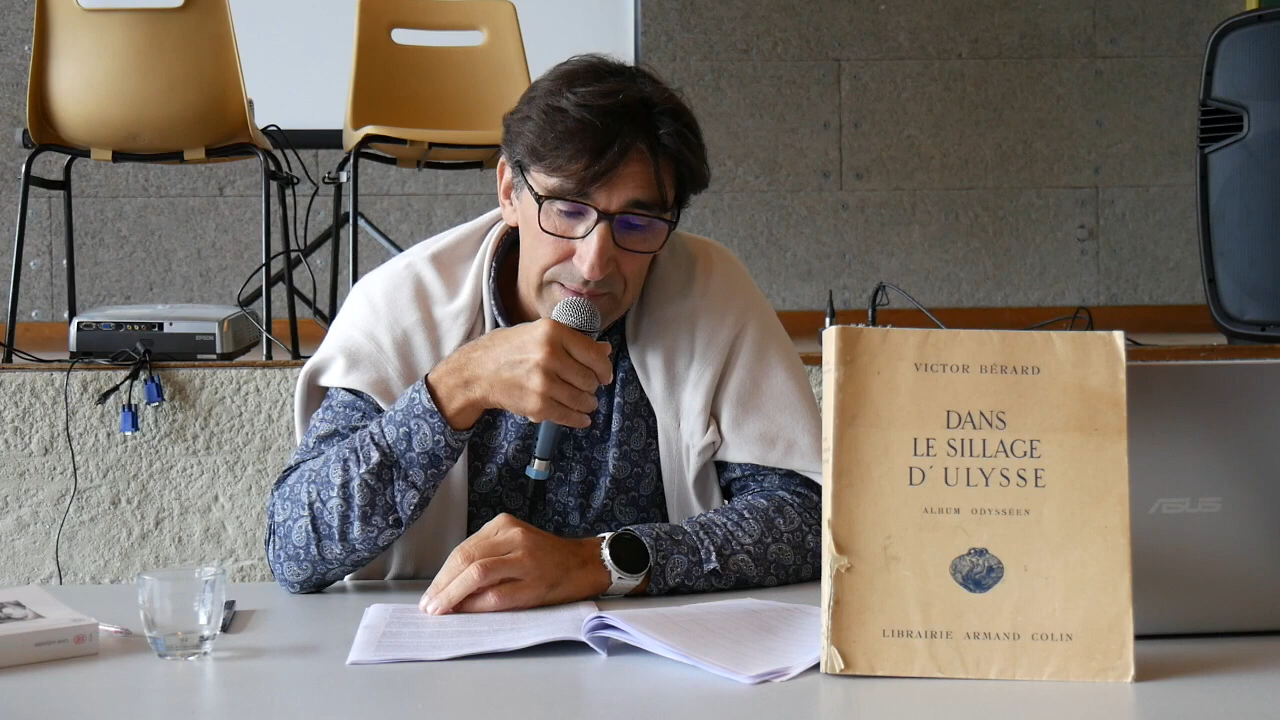 VICTOR BÉRARD
DANS
LE SILLAGE
D'ULYSSE
ALBUM ODYSSÉEN
LIBRAIRIE ARMAND COLIN
ASUS
EPSON